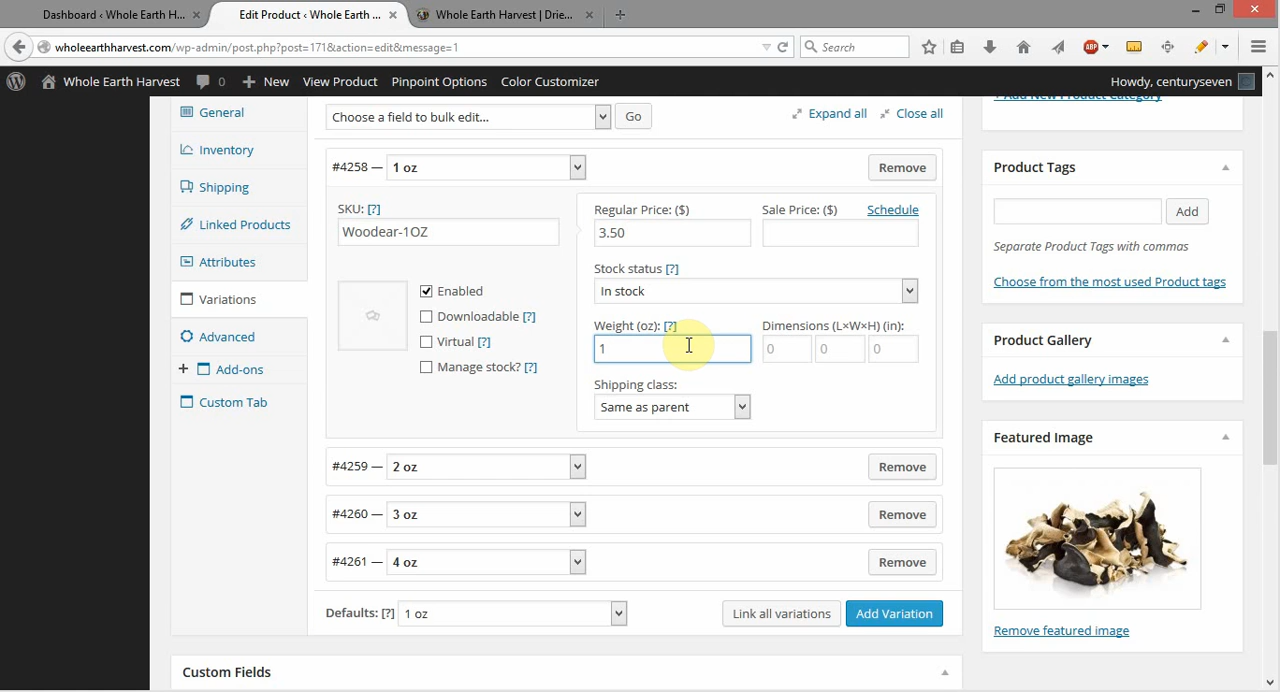 Dashboard ‹ Whole Earth H...
Edit Product ‹ Whole Earth ...
Whole Earth Harvest | Drie...
wholeearthharvest.com/wp-admin/post.php?post=171&action=edit&message=1
Search
ABP
Whole Earth Harvest
0
New
View Product
Pinpoint Options
Color Customizer
Howdy, centuryseven
General
Inventory
Shipping
Linked Products
Attributes
Variations
Advanced
Add-ons
Custom Tab
Choose a field to bulk edit...
Go
Expand all
Close all
#4258 — 1 oz
Remove
SKU: [?]
Woodear-1OZ
Enabled
Downloadable [?]
Virtual [?]
Manage stock? [?]
Regular Price: ($)
3.50
Sale Price: ($)
Schedule
Stock status [?]
In stock
Weight (oz): [?]
1
Dimensions (L×W×H) (in):
0 0 0
Shipping class:
Same as parent
#4259 — 2 oz
Remove
#4260 — 3 oz
Remove
#4261 — 4 oz
Remove
Defaults: [?] 1 oz
Link all variations
Add Variation
Custom Fields
+ Add New Product Category
Product Tags
Add
Separate Product Tags with commas
Choose from the most used Product tags
Product Gallery
Add product gallery images
Featured Image
Remove featured image